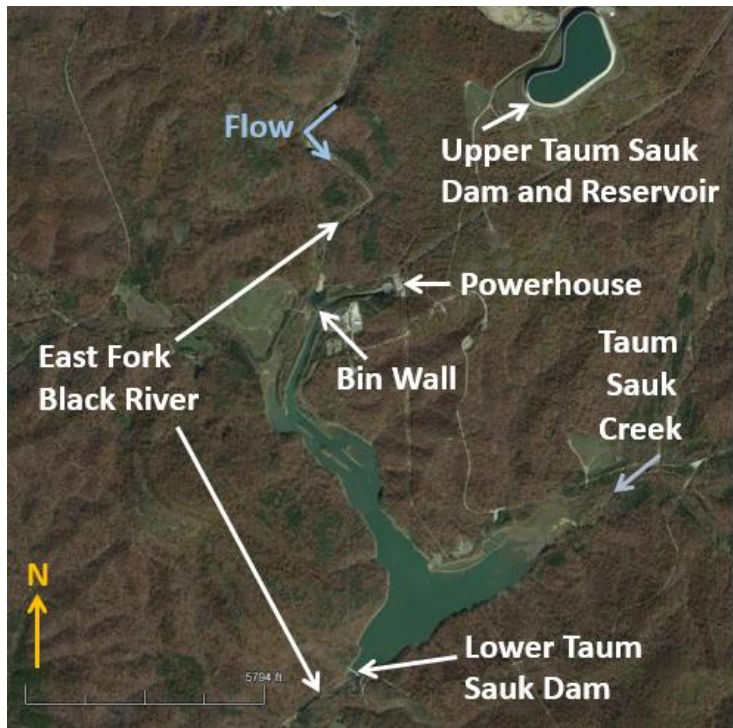 Flow
Upper Taum Sauk
Dam and Reservoir
Powerhouse
East Fork
Black River
Bin Wall
Taum
Sauk
Creek
N
Lower Taum
Sauk Dam
5794 ft